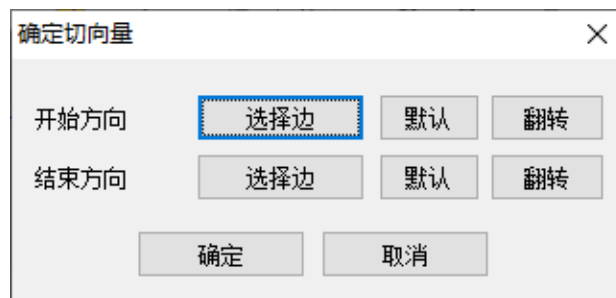 确定切向量
开始方向 选择边 默认 翻转
结束方向 选择边 默认 翻转
确定 取消